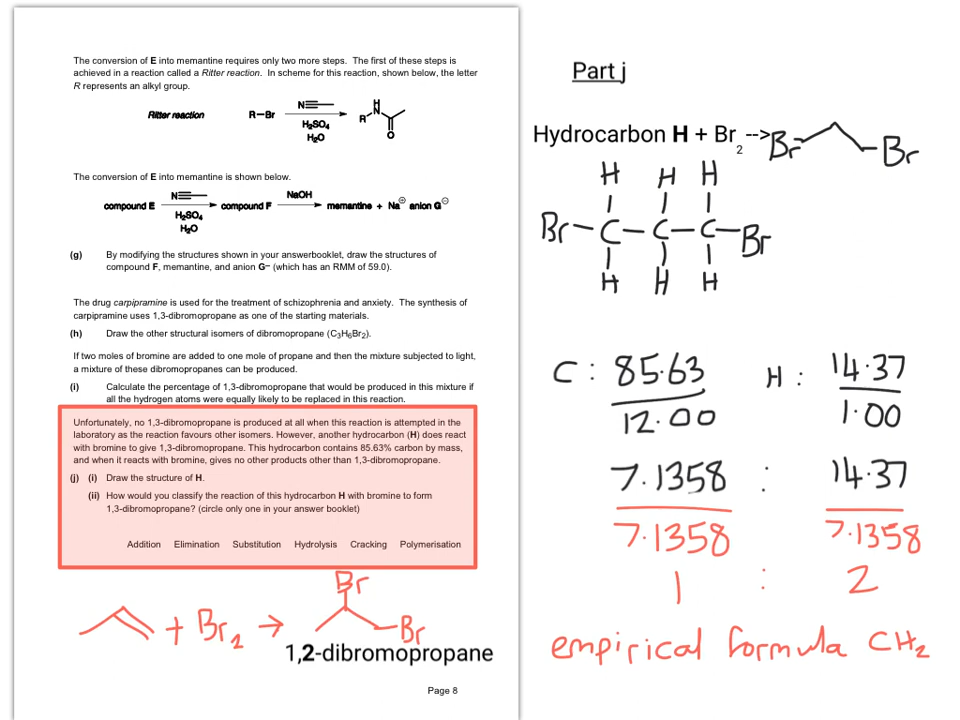 The conversion of E into memantine requires only two more steps. The first of these steps is
achieved in a reaction called a Ritter reaction. In scheme for this reaction, shown below, the letter
R represents an alkyl group.
Ritter reaction
R—Br
N
H₂SO₄
H₂O
R
H
N
O
The conversion of E into memantine is shown below.
compound E
N
H₂SO₄
H₂O
compound F
NaOH
memantine + Na⊕ anion G⊖
(g) By modifying the structures shown in your answerbooklet, draw the structures of
compound F, memantine, and anion G⁻ (which has an RMM of 59.0).
The drug carpipramine is used for the treatment of schizophrenia and anxiety. The synthesis of
carpipramine uses 1,3-dibromopropane as one of the starting materials.
(h) Draw the other structural isomers of dibromopropane (C₃H₆Br₂).
If two moles of bromine are added to one mole of propane and then the mixture subjected to light,
a mixture of these dibromopropanes can be produced.
(i) Calculate the percentage of 1,3-dibromopropane that would be produced in this mixture if
all the hydrogen atoms were equally likely to be replaced in this reaction.
Unfortunately, no 1,3-dibromopropane is produced at all when this reaction is attempted in the
laboratory as the reaction favours other isomers. However, another hydrocarbon (H) does react
with bromine to give 1,3-dibromopropane. This hydrocarbon contains 85.63% carbon by mass,
and when it reacts with bromine, gives no other products other than 1,3-dibromopropane.
(j) (i) Draw the structure of H.
(ii) How would you classify the reaction of this hydrocarbon H with bromine to form
1,3-dibromopropane? (circle only one in your answer booklet)
Addition Elimination Substitution Hydrolysis Cracking Polymerisation
Br
+ Br₂ → Br
1,2-dibromopropane
Page 8
Part j
Hydrocarbon H + Br₂ --> Br Br
H H H
Br-C-C-C-Br
H H H
C : 85.63 H : 14.37
12.00 1.00
7.1358 : 14.37
7.1358 7.1358
1 : 2
empirical formula CH₂